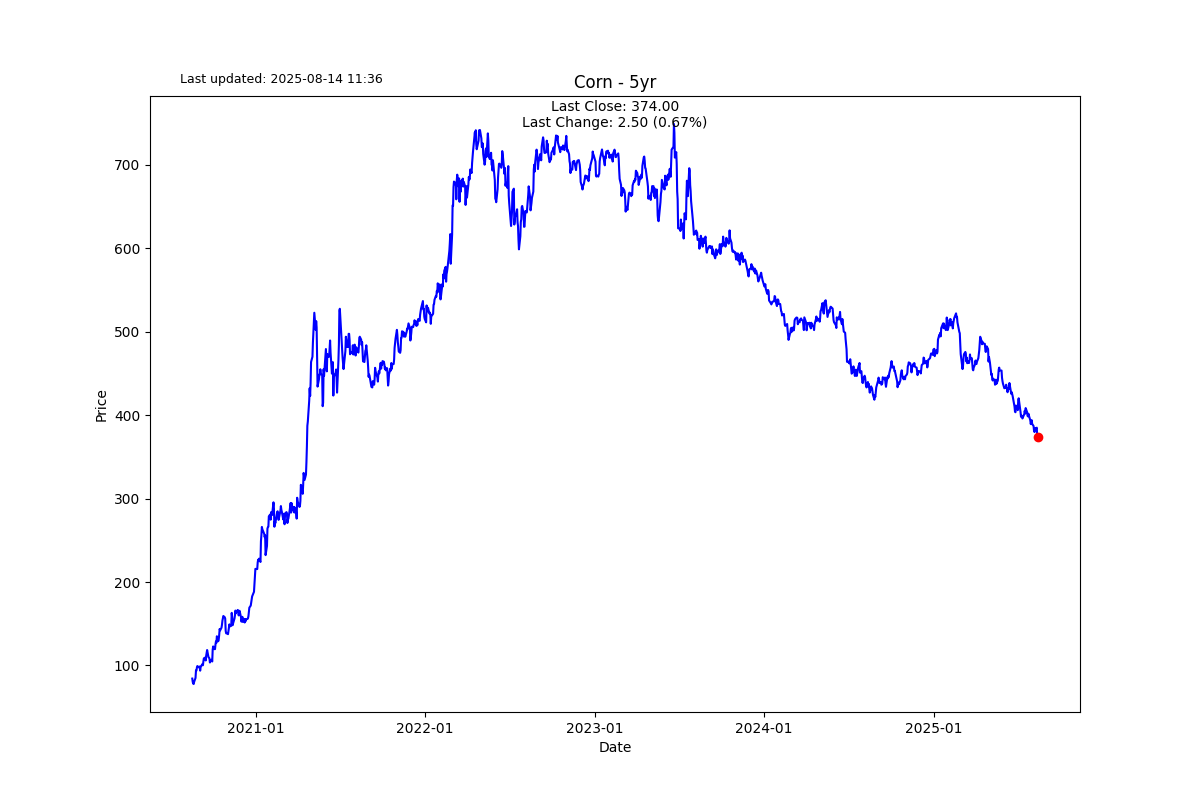 Last updated: 2025-08-14 11:36
Corn - 5yr
Last Close: 374.00
Last Change: 2.50 (0.67%)
700
600
500
400
300
200
100
Price
2021-01
2022-01
2023-01
2024-01
2025-01
Date